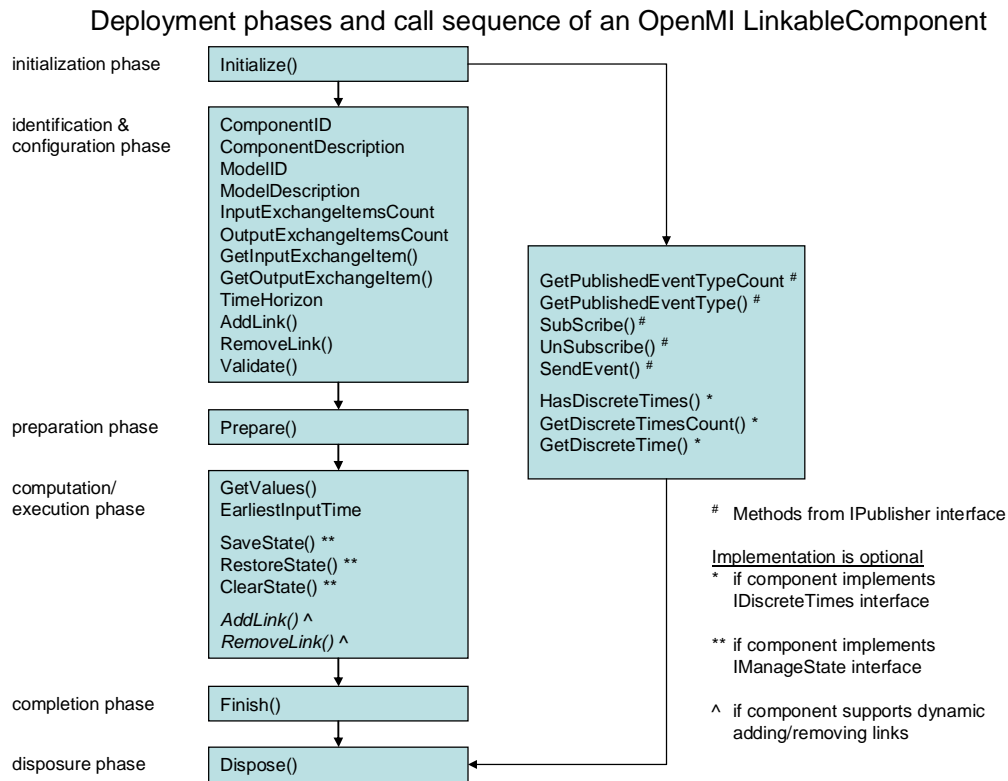 Deployment phases and call sequence of an OpenMI LinkableComponent
initialization phase
Initialize()
identification &
configuration phase
ComponentID
ComponentDescription
ModelID
ModelDescription
InputExchangeItemsCount
OutputExchangeItemsCount
GetInputExchangeItem()
GetOutputExchangeItem()
TimeHorizon
AddLink()
RemoveLink()
Validate()
GetPublishedEventTypeCount #
GetPublishedEventType() #
SubScribe() #
UnSubscribe() #
SendEvent() #
HasDiscreteTimes() *
GetDiscreteTimesCount() *
GetDiscreteTime() *
preparation phase
Prepare()
computation/
execution phase
GetValues()
EarliestInputTime
SaveState() **
RestoreState() **
ClearState() **
AddLink() ^
RemoveLink() ^
# Methods from IPublisher interface
Implementation is optional
* if component implements
IDiscreteTimes interface
** if component implements
IManageState interface
^ if component supports dynamic
adding/removing links
completion phase
Finish()
disposure phase
Dispose()